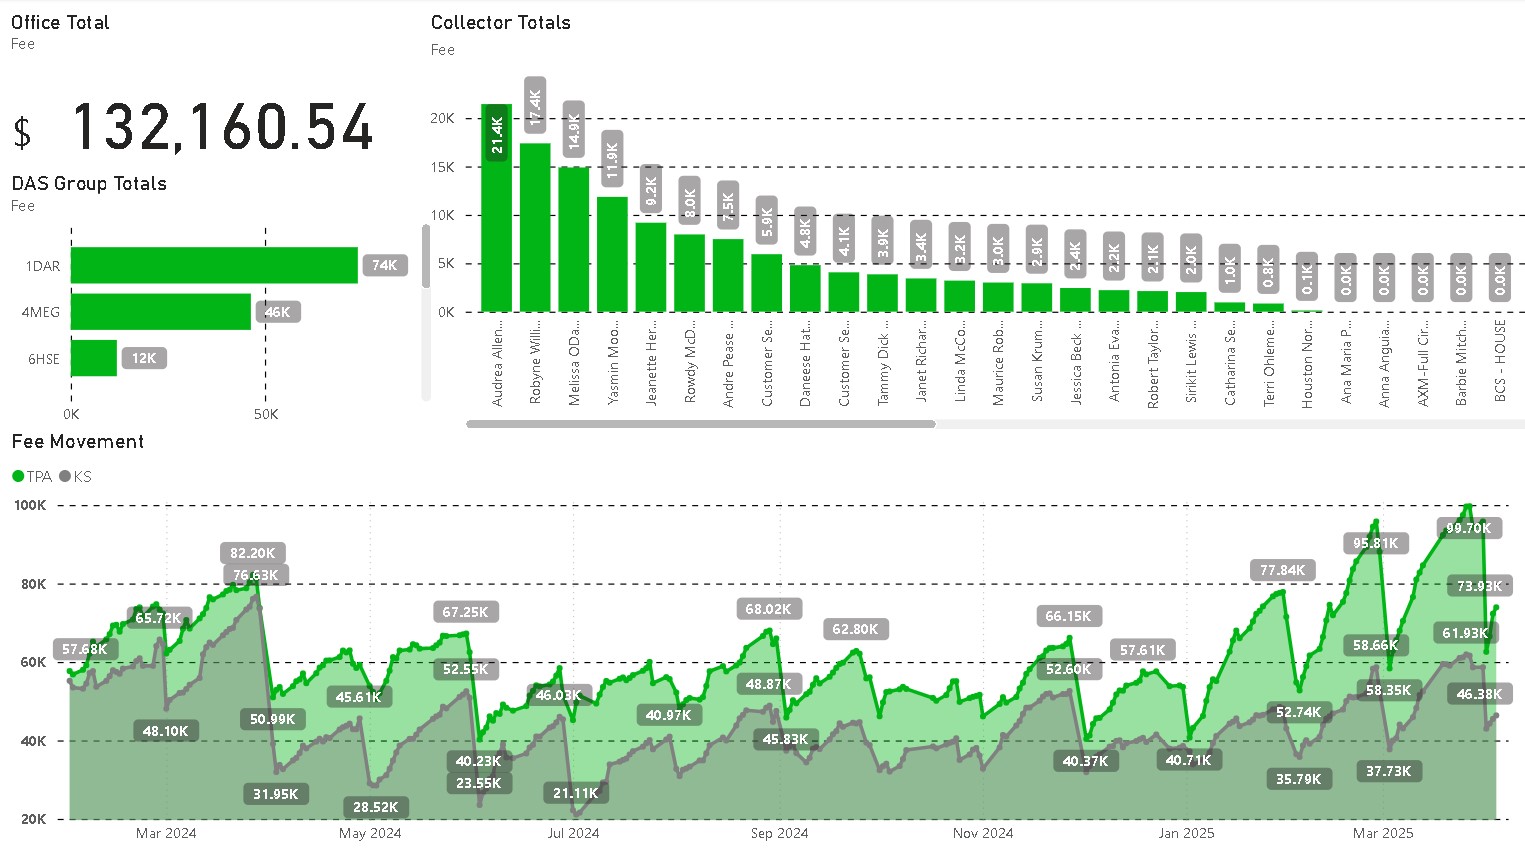 Office Total
Fee
$ 132,160.54
DAS Group Totals
Fee
1DAR
74K
4MEG
46K
6HSE
12K
0K
50K
Collector Totals
Fee
20K
15K
10K
5K
0K
21.4K
17.4K
14.9K
11.9K
9.2K
8.0K
7.5K
5.9K
4.8K
4.1K
3.9K
3.4K
3.2K
3.0K
2.9K
2.4K
2.2K
2.1K
2.0K
1.0K
0.8K
0.1K
0.0K
0.0K
0.0K
0.0K
0.0K
Audrea Allen...
Robyne Willi...
Melissa ODa...
Yasmin Moo...
Jeanette Her...
Rowdy McD...
Andre Pease ...
Customer Se...
Daneese Hat...
Customer Se...
Tammy Dick ...
Janet Richar...
Linda McCo...
Maurice Rob...
Susan Krum...
Jessica Beck ...
Antonia Eva...
Robert Taylor...
Sirikit Lewis ...
Catharina Se...
Terri Ohleme...
Houston Nor...
Ana Maria P...
Anna Anguia...
AXM-Full Cir...
Barbie Mitch...
BCS - HOUSE
Fee Movement
TPA KS
100K
80K
60K
40K
20K
57.68K
65.72K
48.10K
82.20K
76.63K
50.99K
31.95K
45.61K
28.52K
67.25K
52.55K
40.23K
23.55K
46.03K
21.11K
40.97K
68.02K
48.87K
45.83K
62.80K
66.15K
52.60K
40.37K
57.61K
40.71K
77.84K
52.74K
35.79K
95.81K
58.66K
58.35K
37.73K
99.70K
73.93K
61.93K
46.38K
Mar 2024
May 2024
Jul 2024
Sep 2024
Nov 2024
Jan 2025
Mar 2025